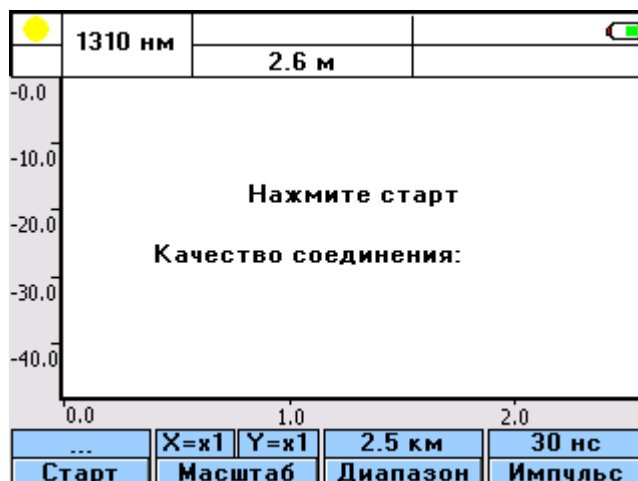 1310 нм
2.6 м
-0.0
-10.0
Нажмите старт
-20.0
Качество соединения:
-30.0
-40.0
0.0 1.0 2.0
... X=x1 Y=x1 2.5 км 30 нс
Старт Масштаб Диапазон Импульс